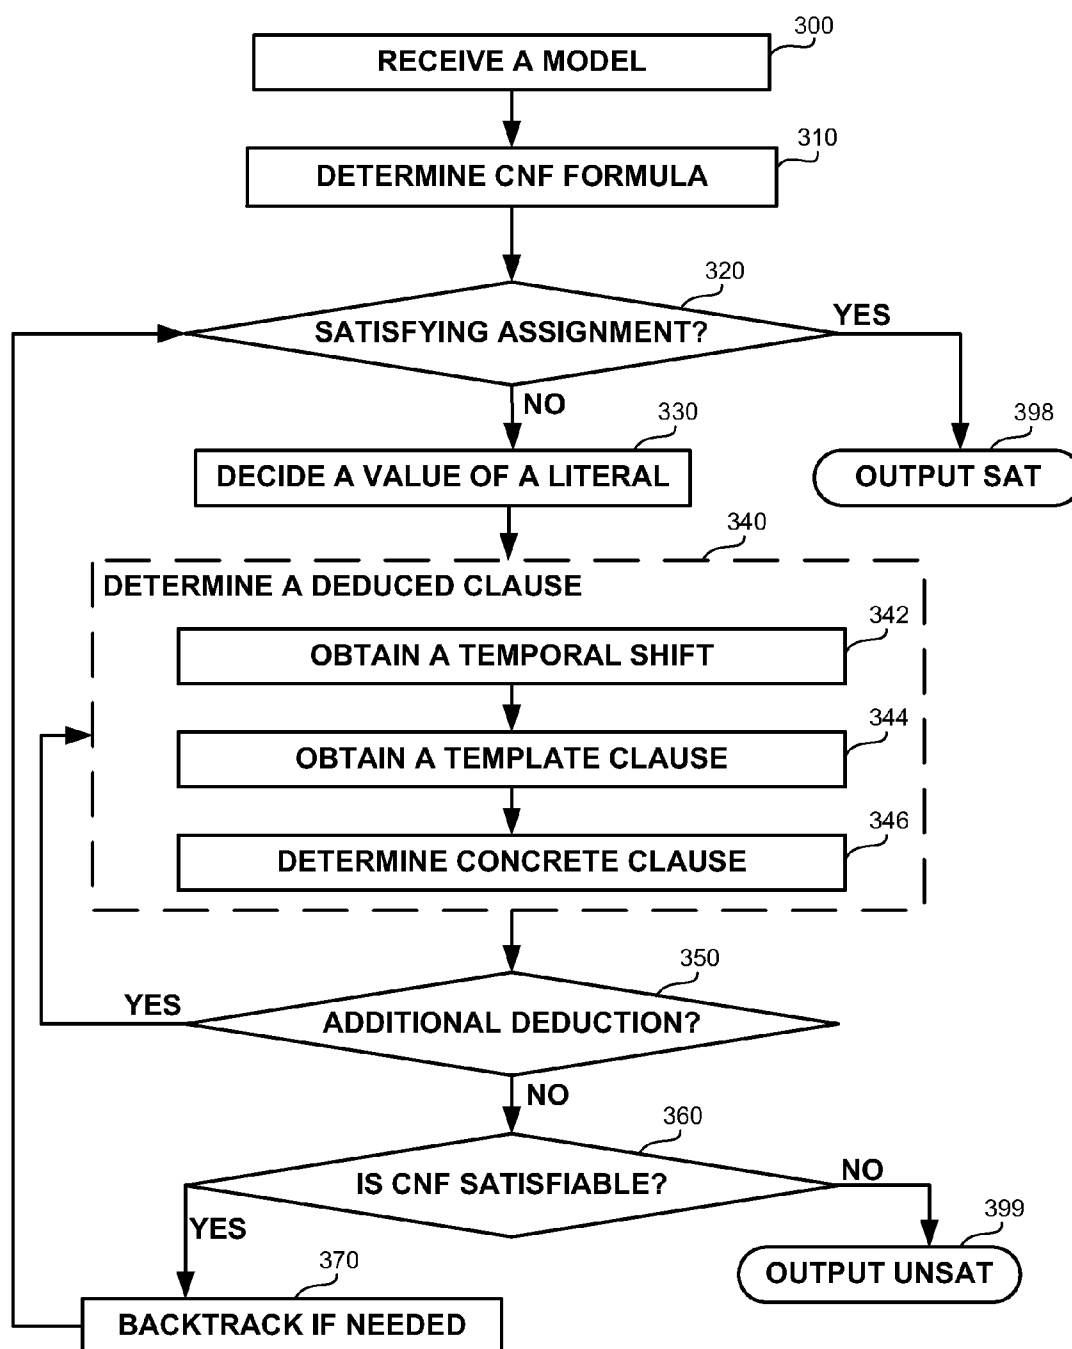 300
RECEIVE A MODEL
310
DETERMINE CNF FORMULA
320
SATISFYING ASSIGNMENT?
YES
NO
330
DECIDE A VALUE OF A LITERAL
398
OUTPUT SAT
340
DETERMINE A DEDUCED CLAUSE
342
OBTAIN A TEMPORAL SHIFT
344
OBTAIN A TEMPLATE CLAUSE
346
DETERMINE CONCRETE CLAUSE
350
YES
ADDITIONAL DEDUCTION?
NO
360
IS CNF SATISFIABLE?
NO
YES
399
OUTPUT UNSAT
370
BACKTRACK IF NEEDED